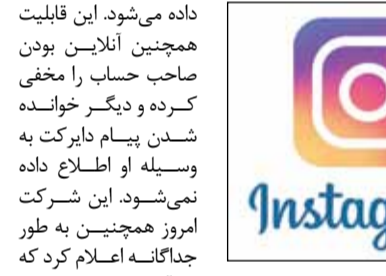 داده می‌شود. این قابلیت
همچنین آنلاین بودن
صاحب حساب را مخفی
کرده و دیگر خوانده
شدن پیام دایرکت به
وسیله او اطلاع داده
نمی‌شود. این شرکت
امروز همچنین به طور
جداگانه اعلام کرد که
Instag